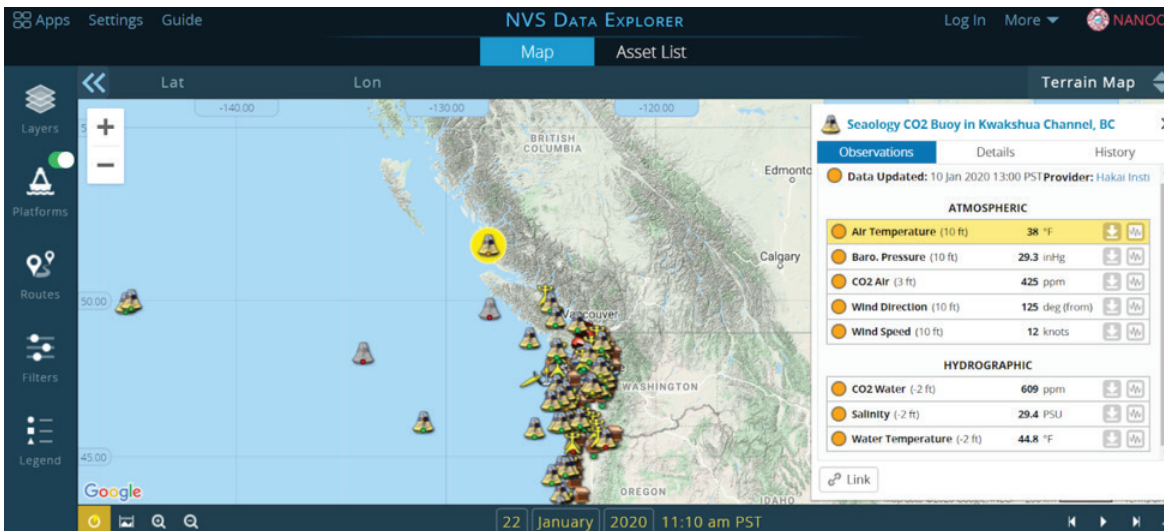 Apps Settings Guide NVS DATA EXPLORER Log In More NANOO
Map Asset List
Lat Lon Terrain Map
Layers
Platforms
Routes
Filters
Legend
-140.00 -130.00 -120.00
50.00
45.00
BRITISH
COLUMBIA
Edmonto
Calgary
Vancouver
WASHINGTON
OREGON
IDAHO
Google
Seaology CO2 Buoy in Kwakshua Channel, BC
Observations Details History
Data Updated: 10 Jan 2020 13:00 PST Provider: Hakai Insti
ATMOSPHERIC
Air Temperature (10 ft) 38 °F
Baro. Pressure (10 ft) 29.3 inHg
CO2 Air (3 ft) 425 ppm
Wind Direction (10 ft) 125 deg (from)
Wind Speed (10 ft) 12 knots
HYDROGRAPHIC
CO2 Water (-2 ft) 609 ppm
Salinity (-2 ft) 29.4 PSU
Water Temperature (-2 ft) 44.8 °F
Link
22 January 2020 11:10 am PST